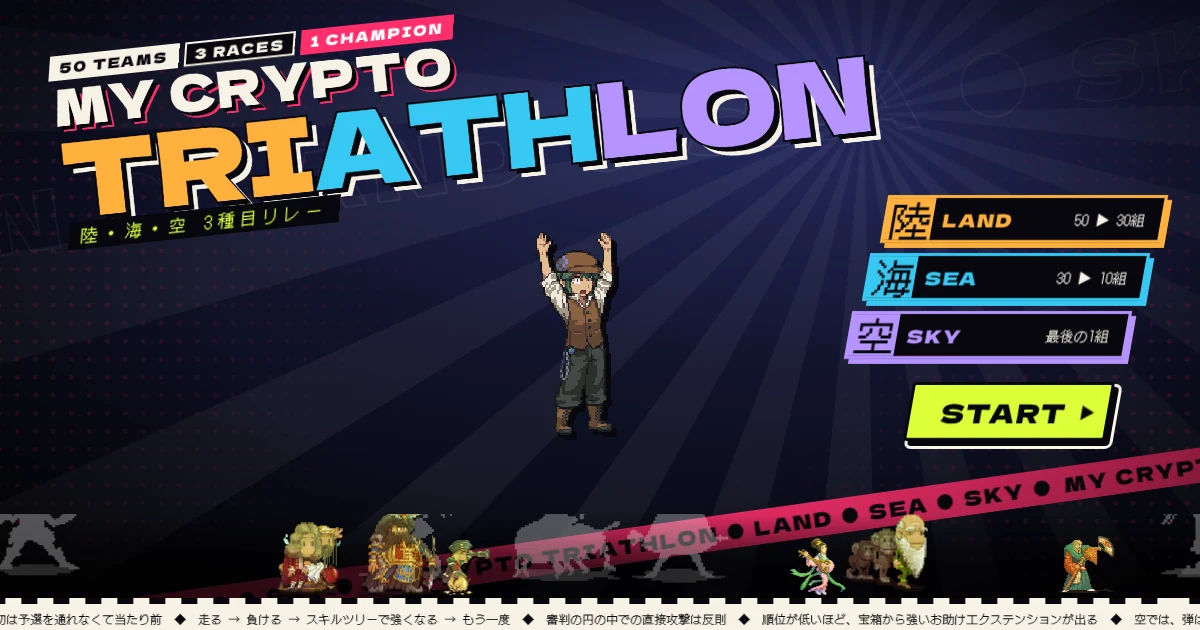 50 TEAMS 3 RACES 1 CHAMPION
MY CRYPTO
TRIATHLON
陸・海・空 3種目リレー
陸 LAND 50 ▶ 30組
海 SEA 30 ▶ 10組
空 SKY 最後の1組
START ▶
CRYPTO TRIATHLON ● LAND ● SEA ● SKY ● MY CRYPT
は予選を通れなくて当たり前 ◆ 走る → 負ける → スキルツリーで強くなる → もう一度 ◆ 審判の円の中での直接攻撃は反則 ◆ 順位が低いほど、宝箱から強いお助けエクステンションが出る ◆ 空では、弾